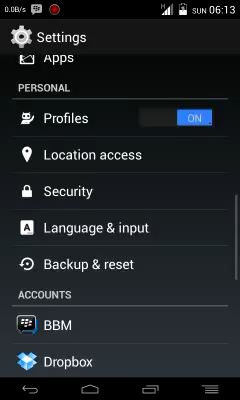 0.0B/s SUN 06:13
Settings
Apps
PERSONAL
Profiles ON
Location access
Security
A Language & input
Backup & reset
ACCOUNTS
BBM
Dropbox